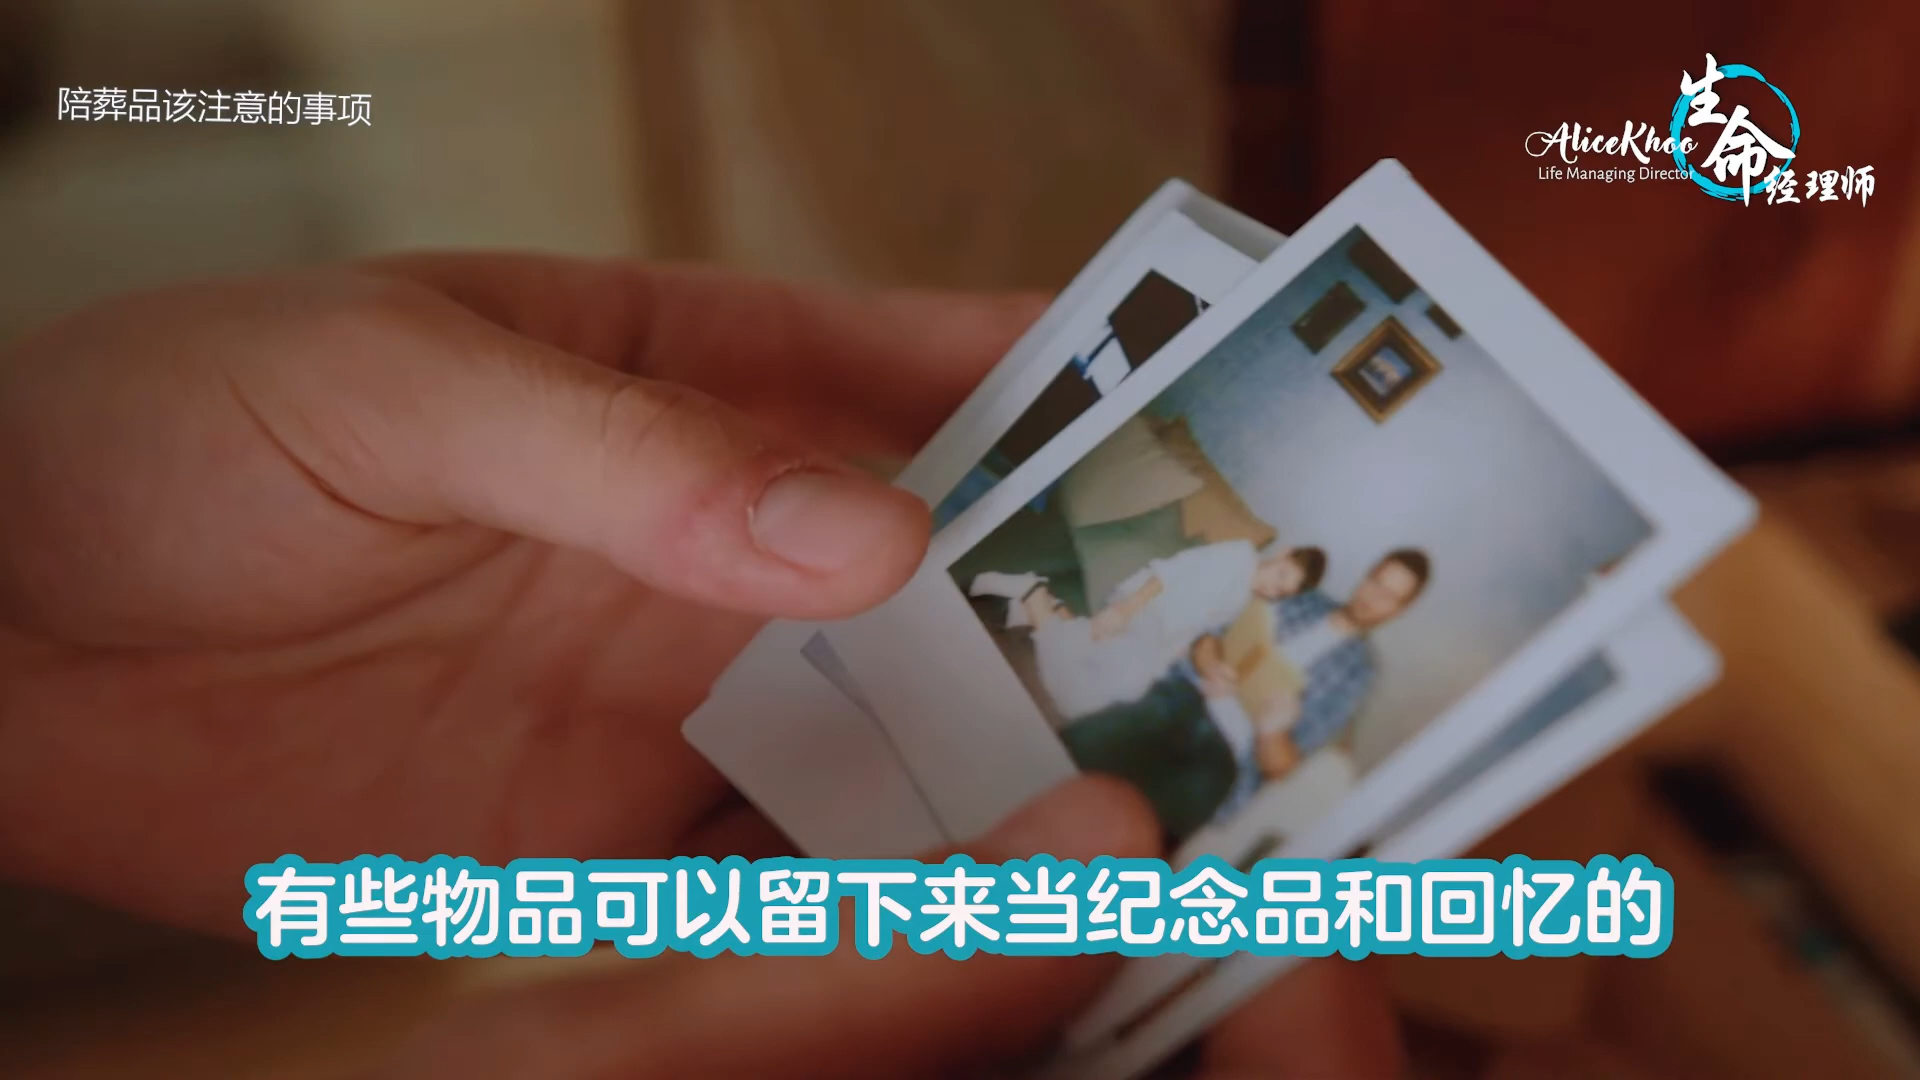 陪葬品该注意的事项
生命
AliceKhoo
Life Managing Director
经理师
有些物品可以留下来当纪念品和回忆的